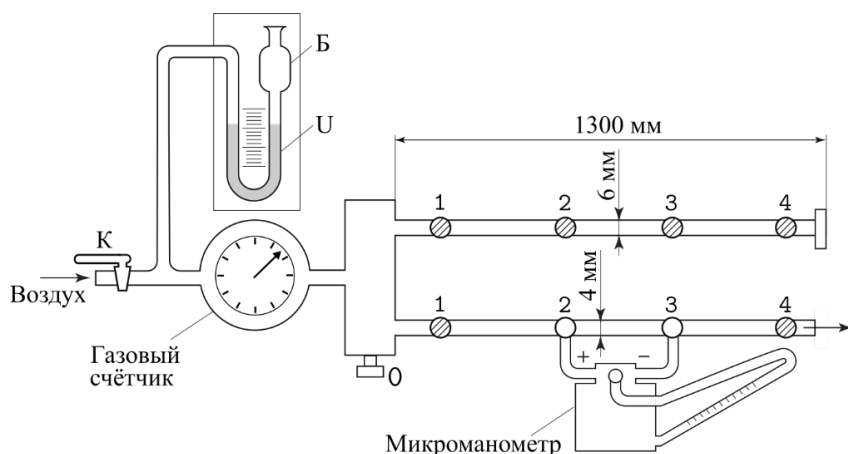 Б
U
1300 мм
К
Воздух
Газовый
счётчик
1 2 3 4
6 мм
1 2 3 4
4 мм
+ −
0
Микроманометр